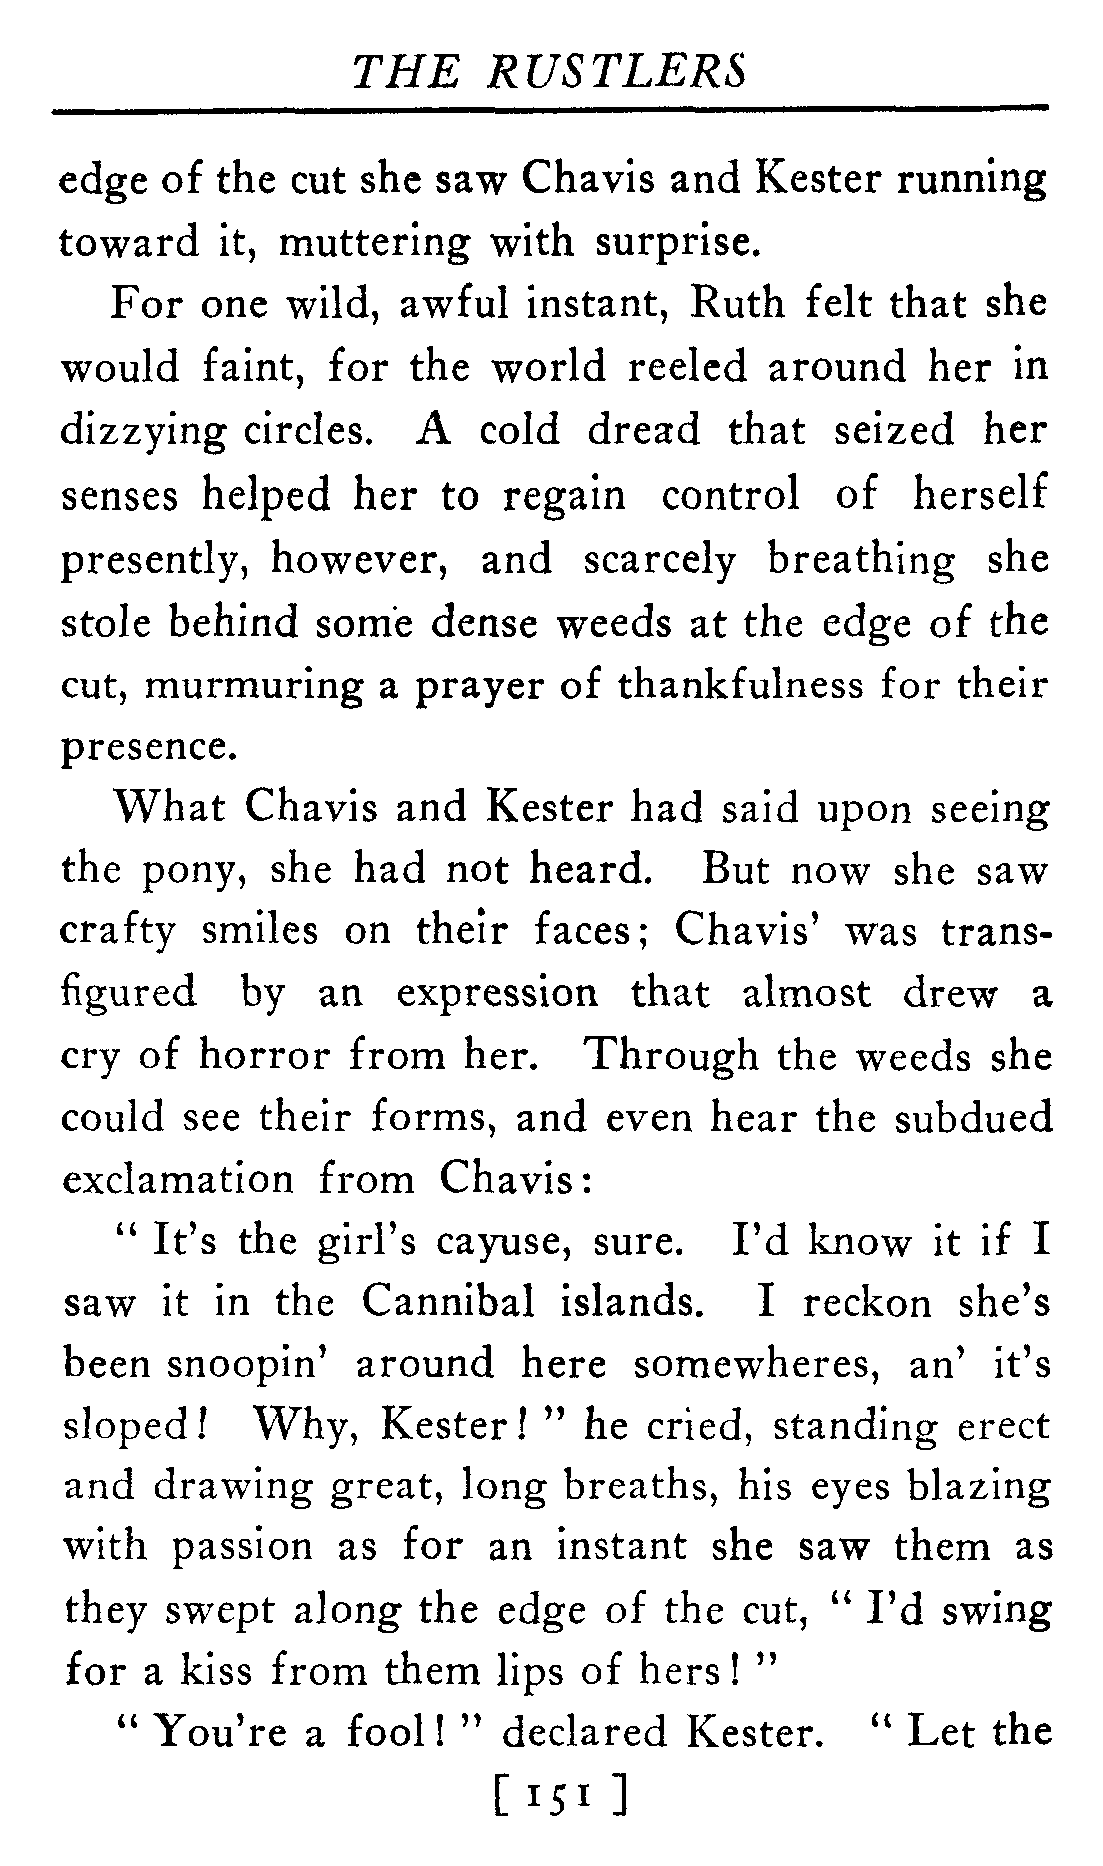 THE RUSTLERS
edge of the cut she saw Chavis and Kester running
toward it, muttering with surprise.
For one wild, awful instant, Ruth felt that she
would faint, for the world reeled around her in
dizzying circles. A cold dread that seized her
senses helped her to regain control of herself
presently, however, and scarcely breathing she
stole behind some dense weeds at the edge of the
cut, murmuring a prayer of thankfulness for their
presence.
What Chavis and Kester had said upon seeing
the pony, she had not heard. But now she saw
crafty smiles on their faces; Chavis' was trans-
figured by an expression that almost drew a
cry of horror from her. Through the weeds she
could see their forms, and even hear the subdued
exclamation from Chavis:
" It's the girl's cayuse, sure. I'd know it if I
saw it in the Cannibal islands. I reckon she's
been snoopin' around here somewheres, an' it's
sloped! Why, Kester! " he cried, standing erect
and drawing great, long breaths, his eyes blazing
with passion as for an instant she saw them as
they swept along the edge of the cut, " I'd swing
for a kiss from them lips of hers! "
" You're a fool! " declared Kester. " Let the
[ 151 ]